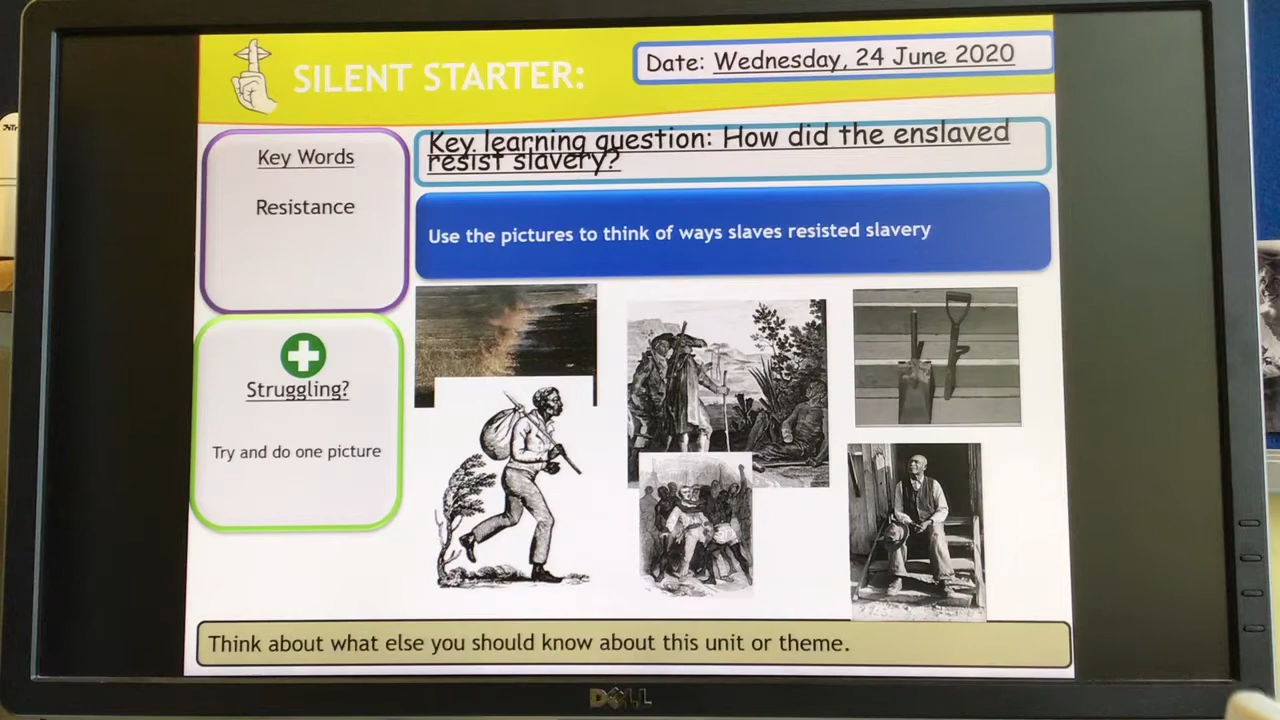 SILENT STARTER:
Date: Wednesday, 24 June 2020
Key Words
Resistance
Key learning question: How did the enslaved
resist slavery?
Use the pictures to think of ways slaves resisted slavery
Struggling?
Try and do one picture
Think about what else you should know about this unit or theme.
DELL